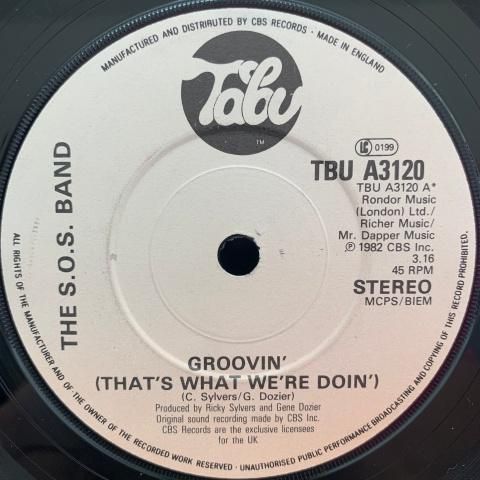 MANUFACTURED AND DISTRIBUTED BY CBS RECORDS · MADE IN ENGLAND
Tabu
TM
LC 0199
TBU A3120
TBU A3120 A*
Rondor Music
(London) Ltd./
Richer Music/
Mr. Dapper Music
℗ 1982 CBS Inc.
3.16
45 RPM
STEREO
MCPS/BIEM
THE S.O.S. BAND
GROOVIN'
(THAT'S WHAT WE'RE DOIN')
(C. Sylvers/G. Dozier)
Produced by Ricky Sylvers and Gene Dozier
Original sound recording made by CBS Inc.
CBS Records are the exclusive licensees
for the UK
ALL RIGHTS OF THE MANUFACTURER AND OF THE OWNER OF THE RECORDED WORK RESERVED · UNAUTHORISED PUBLIC PERFORMANCE BROADCASTING AND COPYING OF THIS RECORD PROHIBITED.